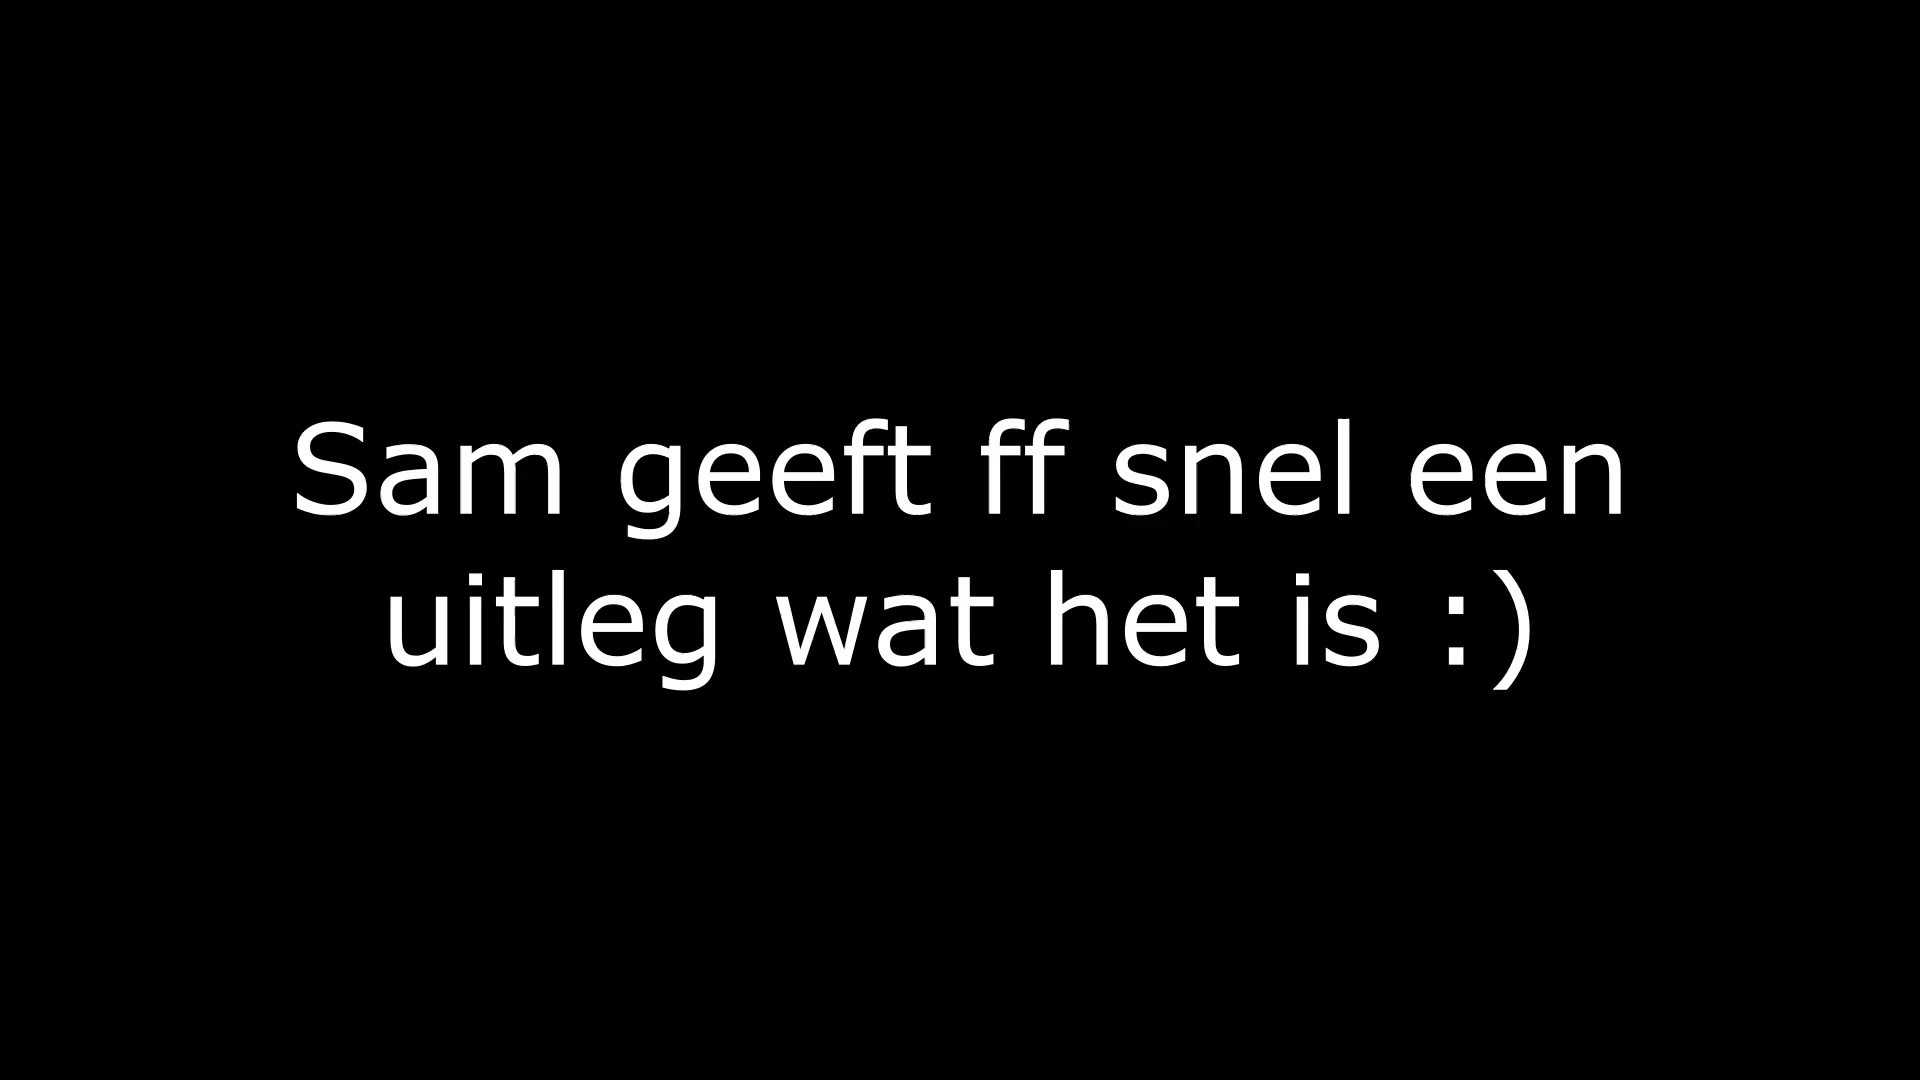 Sam geeft ff snel een
uitleg wat het is :)